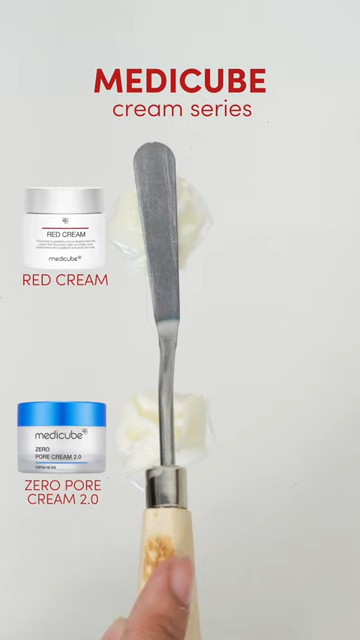 MEDICUBE
cream series
RED CREAM
medicube
RED CREAM
medicube
ZERO
PORE CREAM 2.0
ZERO PORE
CREAM 2.0